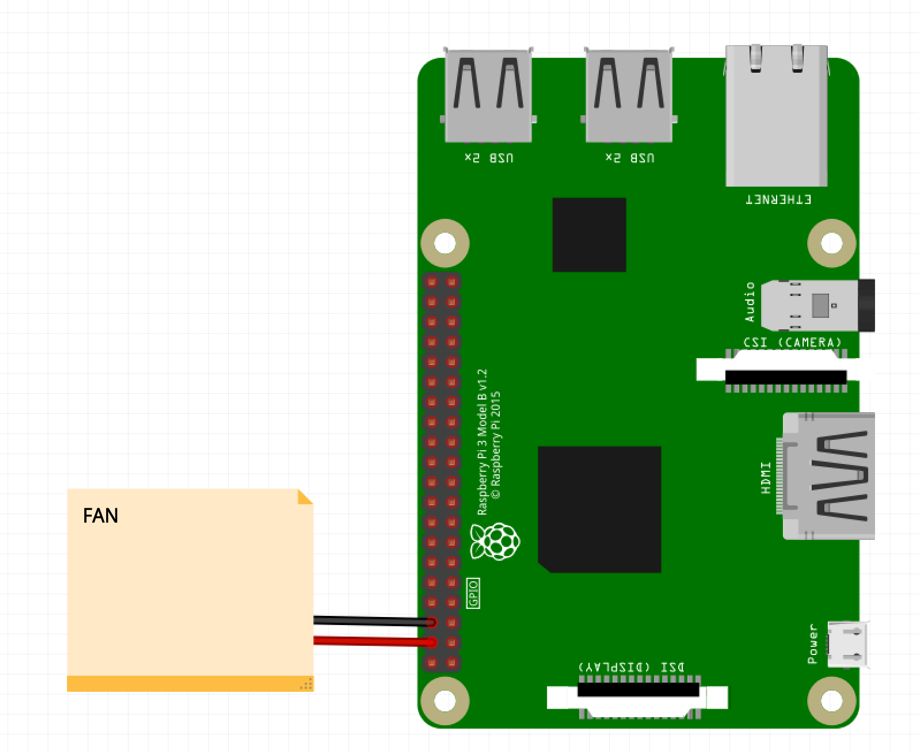 USB 2x
USB 2x
ETHERNET
Audio
CSI (CAMERA)
Raspberry Pi 3 Model B v1.2
© Raspberry Pi 2015
HDMI
FAN
GPIO
Power
DSI (DISPLAY)